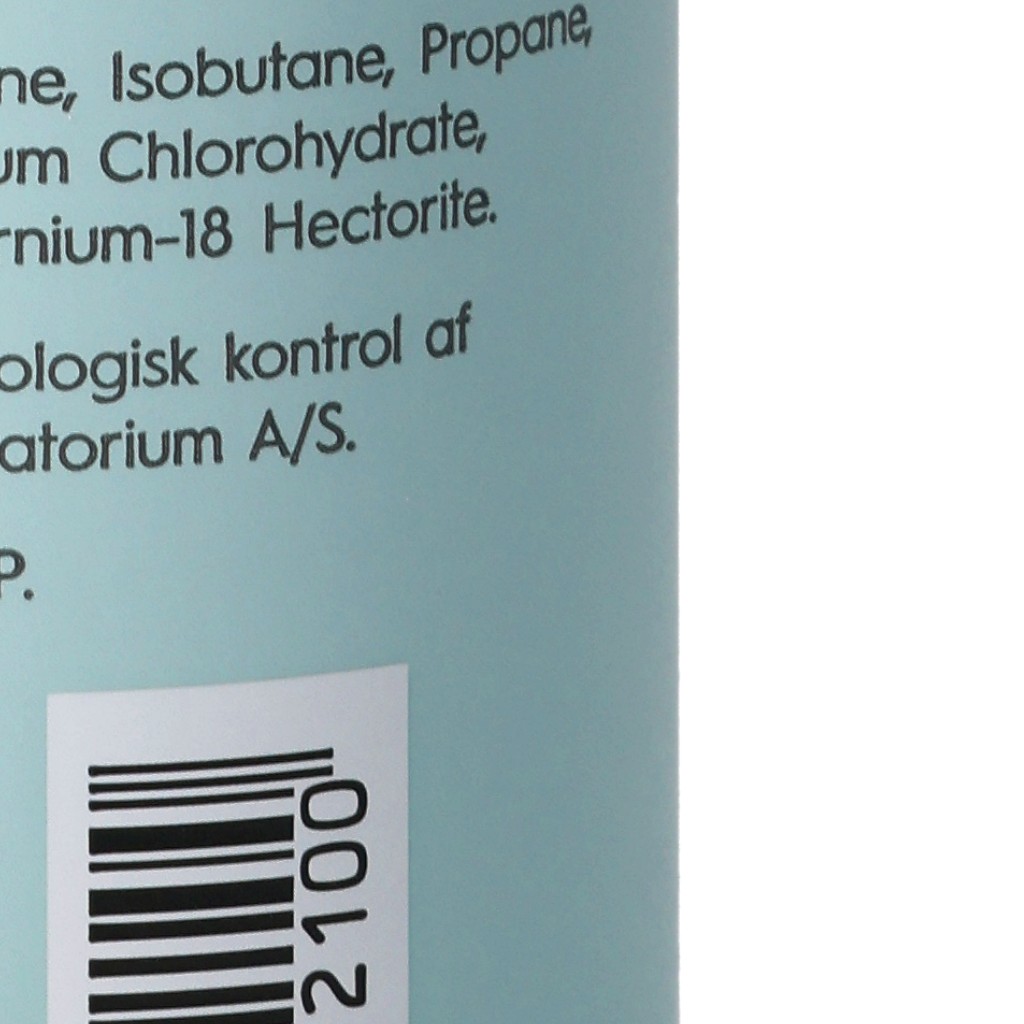 ne, Isobutane, Propane,
um Chlorohydrate,
rnium-18 Hectorite.
ologisk kontrol af
atorium A/S.
P.
2100